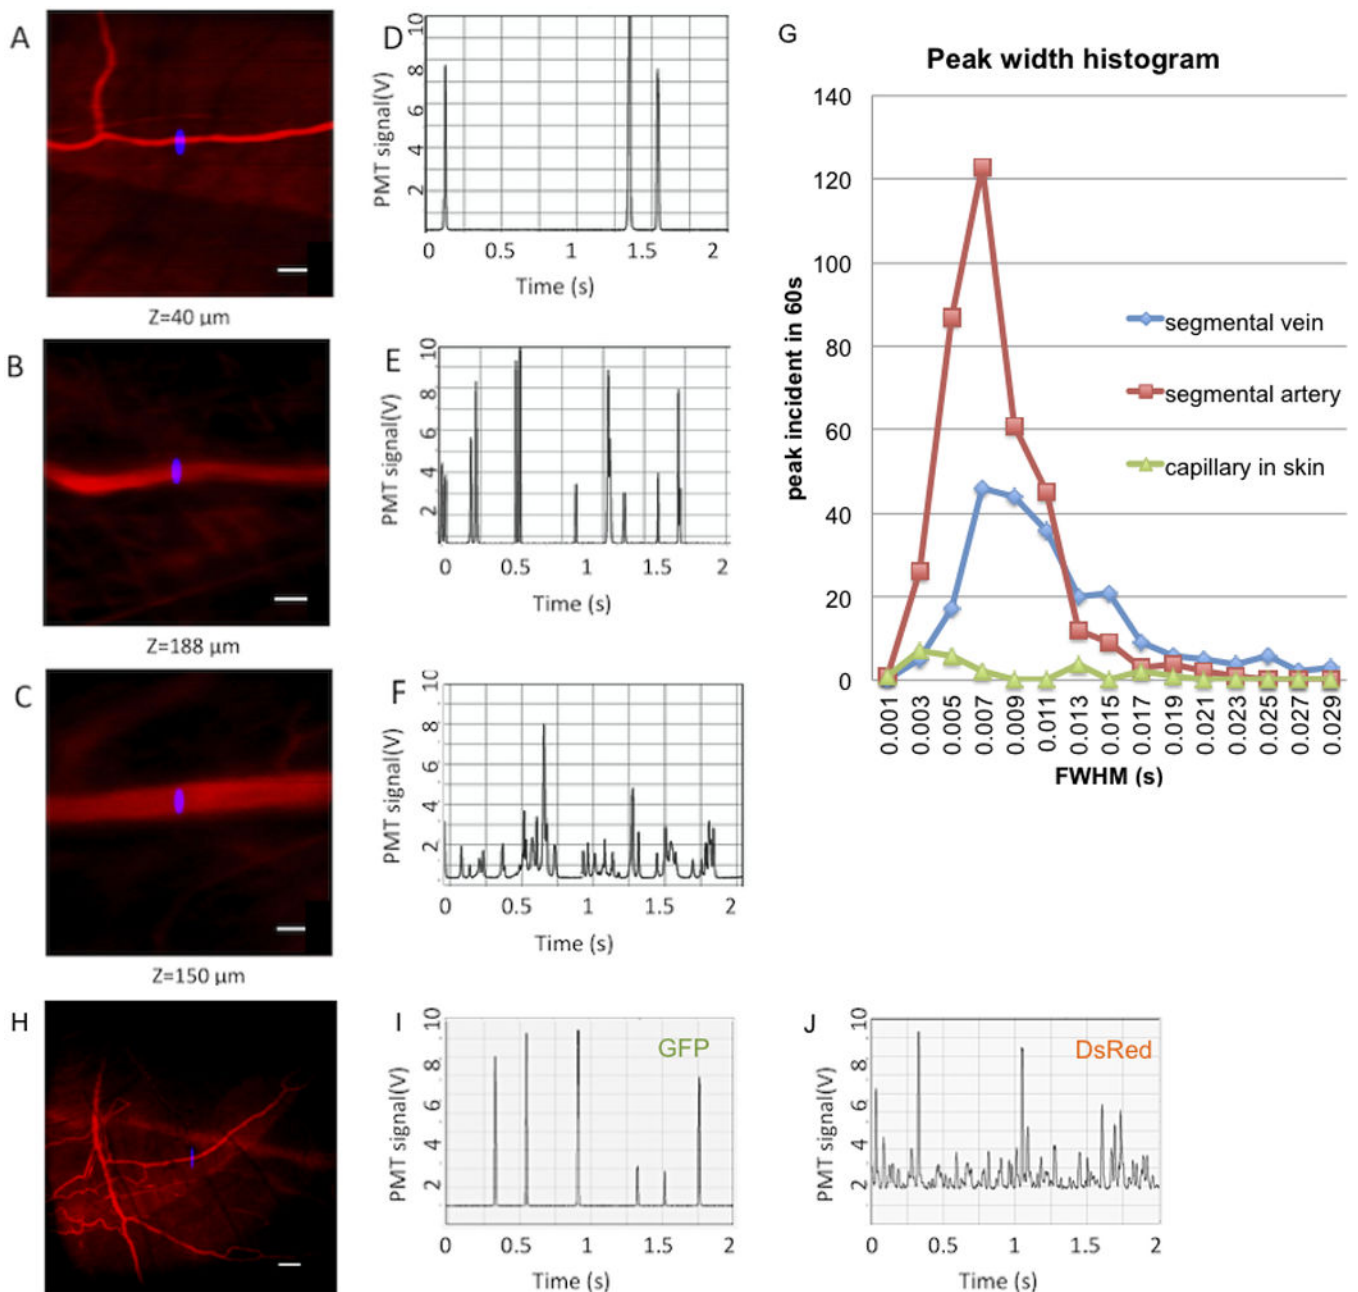 A
Z=40 µm
D
PMT signal(V)
10
8
6
4
2
0 0.5 1 1.5 2
Time (s)
B
Z=188 µm
E
PMT signal(V)
10
8
6
4
2
0 0.5 1 1.5 2
Time (s)
C
Z=150 µm
F
PMT signal(V)
10
8
6
4
2
0 0.5 1 1.5 2
Time (s)
G
Peak width histogram
peak incident in 60s
140
120
100
80
60
40
20
0
segmental vein
segmental artery
capillary in skin
0.001 0.003 0.005 0.007 0.009 0.011 0.013 0.015 0.017 0.019 0.021 0.023 0.025 0.027 0.029
FWHM (s)
H
I
GFP
PMT signal(V)
10
8
6
4
2
0 0.5 1 1.5 2
Time (s)
J
DsRed
PMT signal(V)
10
8
6
4
2
0 0.5 1 1.5 2
Time (s)